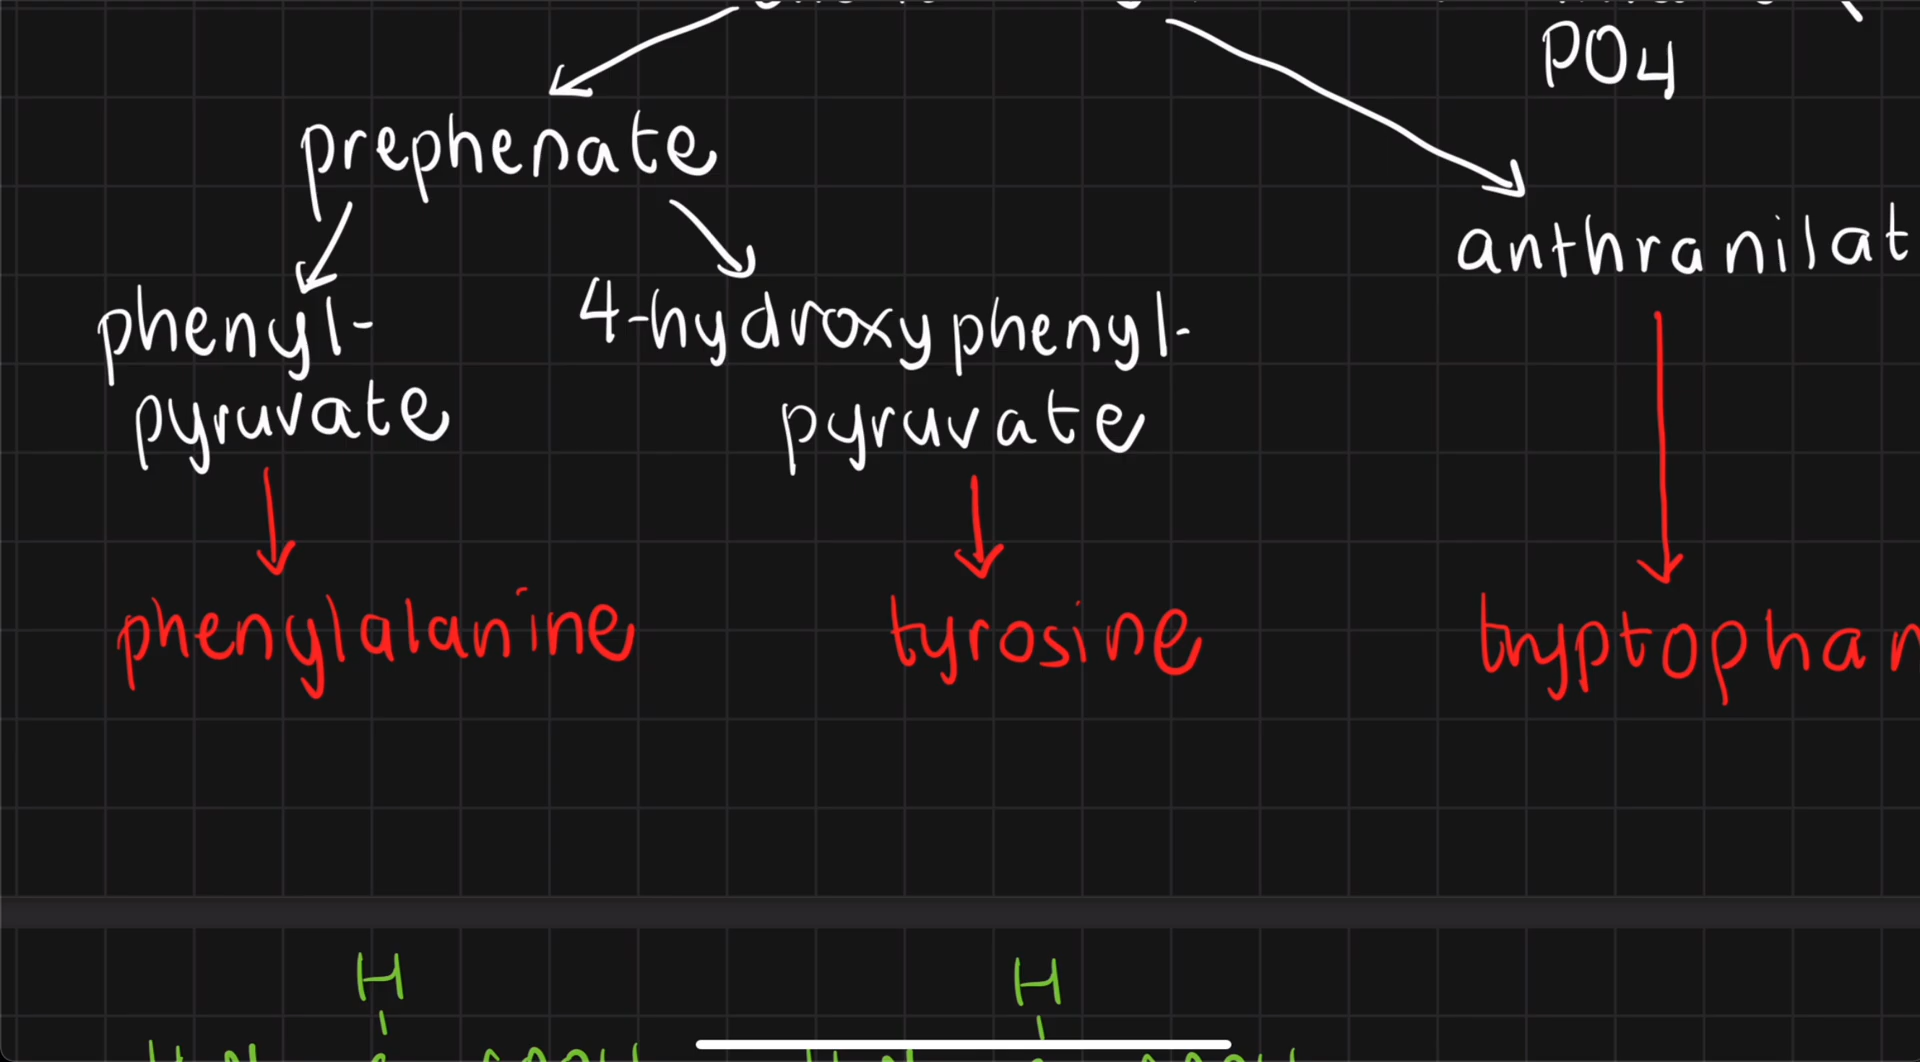 PO4
prephenate
anthranilat
phenyl-
pyruvate
4-hydroxyphenyl-
pyruvate
phenylalanine
tyrosine
tryptophan
H
H